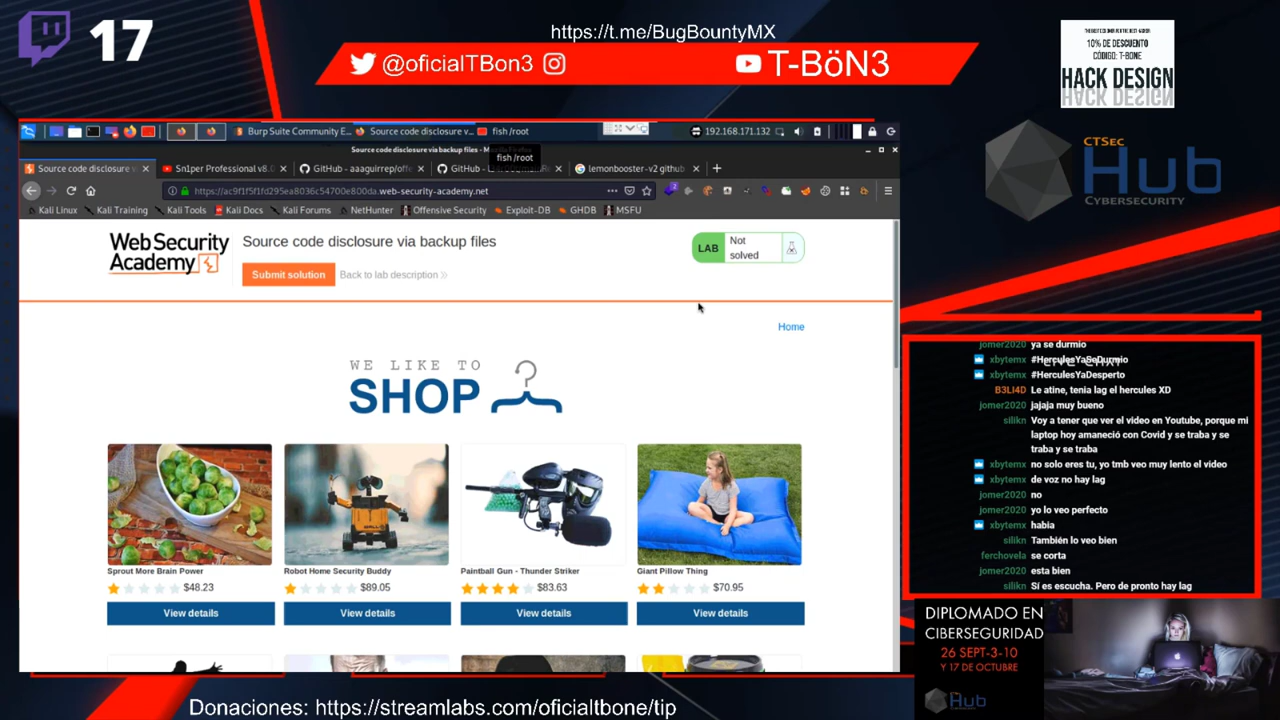 17
https://t.me/BugBountyMX
@oficialTBon3
T-BöN3
10% DE DESCUENTO
CÓDIGO: T-BONE
HACK DESIGN
CTSec
Hub
CYBERSECURITY
Burp Suite Community E...
Source code disclosure v...
fish /root
192.168.171.132
Source code disclosure via backup files - Mozilla Firefox
fish /root
Source code disclosure
Sn1per Professional v8.0
GitHub - aaaguirrep/offe
GitHub -
lemonbooster-v2 github
https://ac9f1f5f1fd295ea8036c54700e800da.web-security-academy.net
Kali Linux
Kali Training
Kali Tools
Kali Docs
Kali Forums
NetHunter
Offensive Security
Exploit-DB
GHDB
MSFU
Web Security
Academy
Source code disclosure via backup files
Submit solution
Back to lab description
LAB
Not
solved
Home
WE LIKE TO
SHOP
Sprout More Brain Power
$48.23
View details
Robot Home Security Buddy
$89.05
View details
Paintball Gun - Thunder Striker
$83.63
View details
Giant Pillow Thing
$70.95
View details
LIVE CHAT
jomer2020 ya se durmio
xbytemx #HerculesYaSeDurmio
xbytemx #HerculesYaDesperto
B3LI4D Le atine, tenia lag el hercules XD
jomer2020 jajaja muy bueno
silikn Voy a tener que ver el video en Youtube, porque mi
laptop hoy amaneció con Covid y se traba y se
traba y se traba
xbytemx no solo eres tu, yo tmb veo muy lento el video
xbytemx de voz no hay lag
jomer2020 no
jomer2020 yo lo veo perfecto
xbytemx habia
silikn También lo veo bien
ferchovela se corta
jomer2020 esta bien
silikn Sí es escucha. Pero de pronto hay lag
DIPLOMADO EN
CIBERSEGURIDAD
26 SEPT-3-10
Y 17 DE OCTUBRE
Hub
Donaciones: https://streamlabs.com/oficialtbone/tip